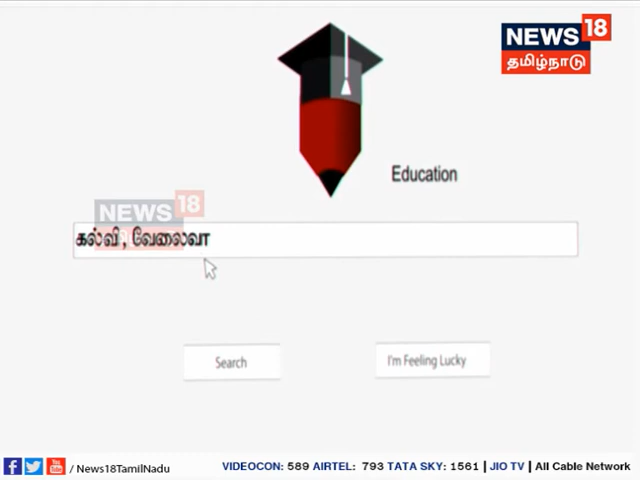 NEWS 18
தமிழ்நாடு
Education
NEWS 18
கல்வி, வேலைவா
Search
I'm Feeling Lucky
/ News18TamilNadu
VIDEOCON: 589 AIRTEL: 793 TATA SKY: 1561 | JIO TV | All Cable Network